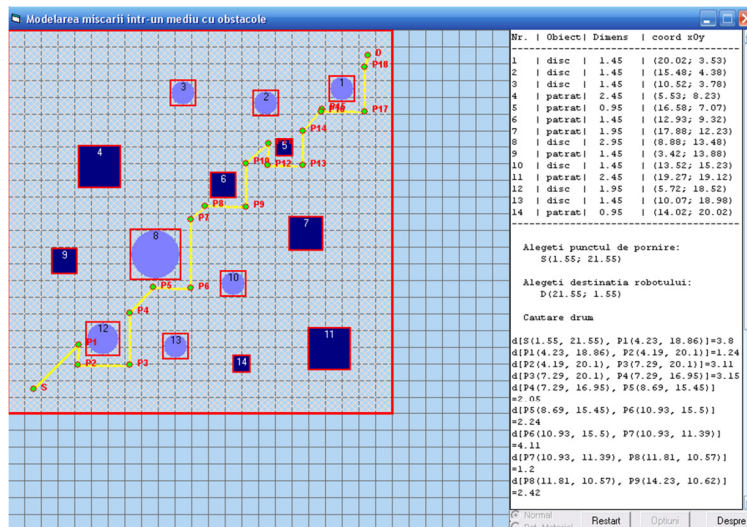 Modelarea miscarii intr-un mediu cu obstacole
D
P18
1
P16
P17
3
2
P14
5
P10
P12
P13
4
6
P8
P9
P7
7
8
9
P5
P6
10
P4
12
P1
13
11
P2
P3
14
S
Nr. | Obiect| Dimens | coord xOy
1 | disc | 1.45 | (20.02; 3.53)
2 | disc | 1.45 | (15.48; 4.38)
3 | disc | 1.45 | (10.52; 3.78)
4 | patrat| 2.45 | (5.53; 8.23)
5 | patrat| 0.95 | (16.58; 7.07)
6 | patrat| 1.45 | (12.93; 9.32)
7 | patrat| 1.95 | (17.88; 12.23)
8 | disc | 2.95 | (8.88; 13.48)
9 | patrat| 1.45 | (3.42; 13.88)
10 | disc | 1.45 | (13.52; 15.23)
11 | patrat| 2.45 | (19.27; 19.12)
12 | disc | 1.95 | (5.72; 18.52)
13 | disc | 1.45 | (10.07; 18.98)
14 | patrat| 0.95 | (14.02; 20.02)
Alegeti punctul de pornire:
S(1.55; 21.55)
Alegeti destinatia robotului:
D(21.55; 1.55)
Cautare drum
d[S(1.55, 21.55), P1(4.23, 18.86)]=3.8
d[P1(4.23, 18.86), P2(4.19, 20.1)]=1.24
d[P2(4.19, 20.1), P3(7.29, 20.1)]=3.11
d[P3(7.29, 20.1), P4(7.29, 16.95)]=3.15
d[P4(7.29, 16.95), P5(8.69, 15.45)]
=2.05
d[P5(8.69, 15.45), P6(10.93, 15.5)]
=2.24
d[P6(10.93, 15.5), P7(10.93, 11.39)]
=4.11
d[P7(10.93, 11.39), P8(11.81, 10.57)]
=1.2
d[P8(11.81, 10.57), P9(14.23, 10.62)]
=2.42
Normal
Restart
Optiuni
Despre